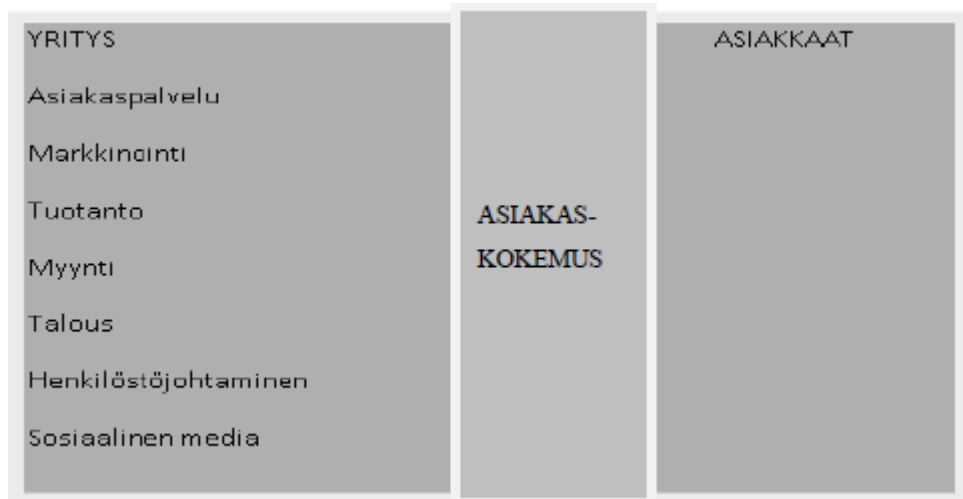 YRITYS
Asiakaspalvelu
Markkinointi
Tuotanto
Myynti
Talous
Henkilöstöjohtaminen
Sosiaalinen media
ASIAKAS-
KOKEMUS
ASIAKKAAT